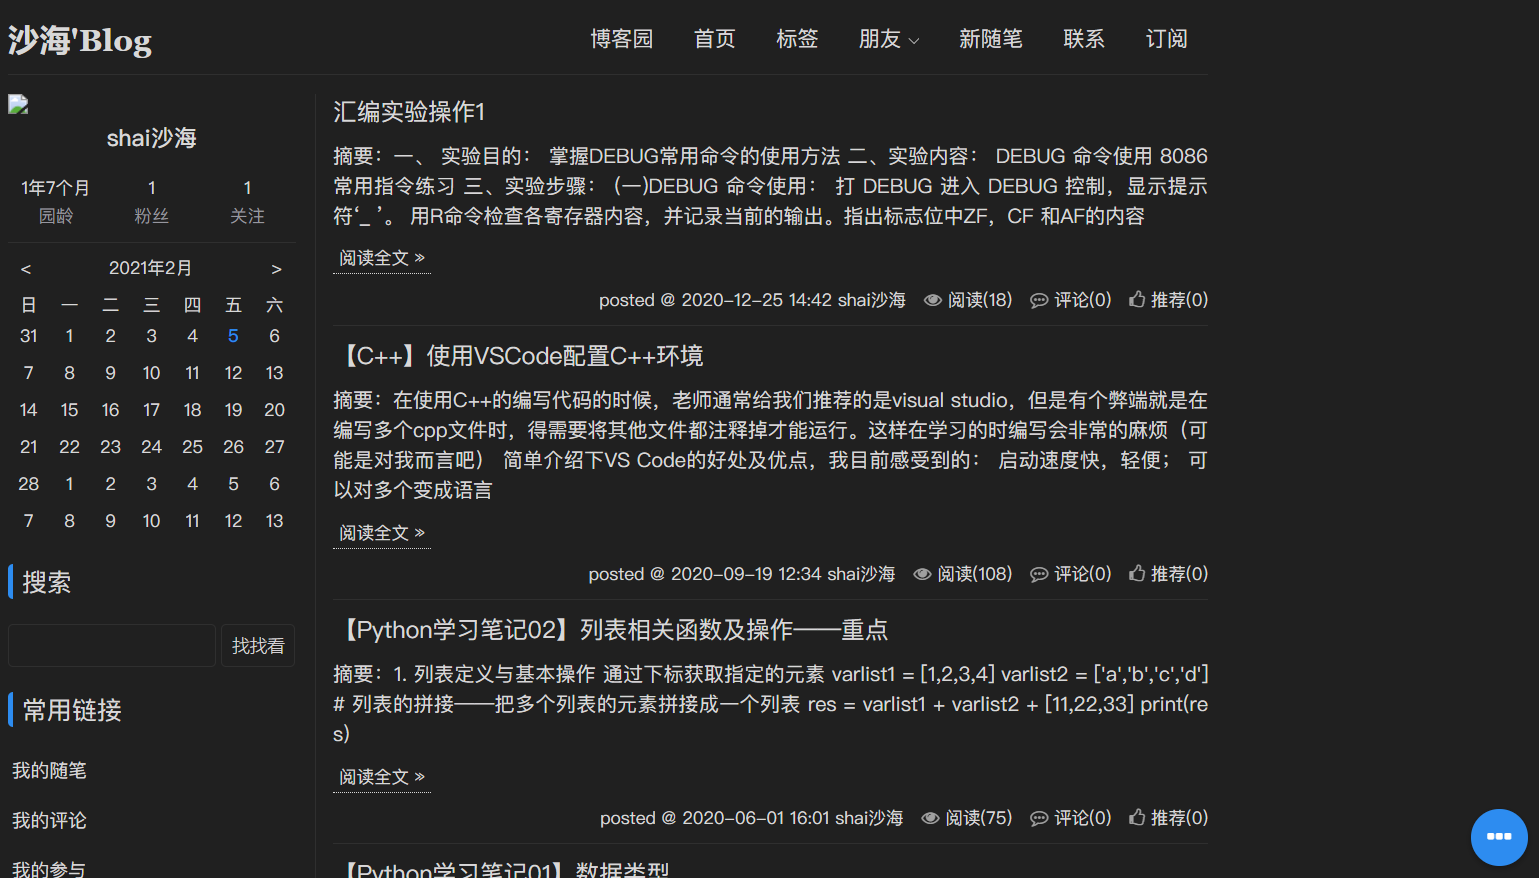 沙海'Blog
博客园 首页 标签 朋友 新随笔 联系 订阅
shai沙海
1年7个月 1 1
园龄 粉丝 关注
< 2021年2月 >
日 一 二 三 四 五 六
31 1 2 3 4 5 6
7 8 9 10 11 12 13
14 15 16 17 18 19 20
21 22 23 24 25 26 27
28 1 2 3 4 5 6
7 8 9 10 11 12 13
搜索
找找看
常用链接
我的随笔
我的评论
我的参与
汇编实验操作1
摘要：一、 实验目的： 掌握DEBUG常用命令的使用方法 二、实验内容： DEBUG 命令使用 8086
常用指令练习 三、实验步骤： (一)DEBUG 命令使用： 打 DEBUG 进入 DEBUG 控制，显示提示
符‘_ ’。 用R命令检查各寄存器内容，并记录当前的输出。指出标志位中ZF，CF 和AF的内容
阅读全文 »
posted @ 2020-12-25 14:42 shai沙海 阅读(18) 评论(0) 推荐(0)
【C++】使用VSCode配置C++环境
摘要：在使用C++的编写代码的时候，老师通常给我们推荐的是visual studio，但是有个弊端就是在
编写多个cpp文件时，得需要将其他文件都注释掉才能运行。这样在学习的时编写会非常的麻烦（可
能是对我而言吧） 简单介绍下VS Code的好处及优点，我目前感受到的： 启动速度快，轻便； 可
以对多个变成语言
阅读全文 »
posted @ 2020-09-19 12:34 shai沙海 阅读(108) 评论(0) 推荐(0)
【Python学习笔记02】列表相关函数及操作——重点
摘要：1. 列表定义与基本操作 通过下标获取指定的元素 varlist1 = [1,2,3,4] varlist2 = ['a','b','c','d']
# 列表的拼接——把多个列表的元素拼接成一个列表 res = varlist1 + varlist2 + [11,22,33] print(re
s)
阅读全文 »
posted @ 2020-06-01 16:01 shai沙海 阅读(75) 评论(0) 推荐(0)
【Python学习笔记01】数据类型